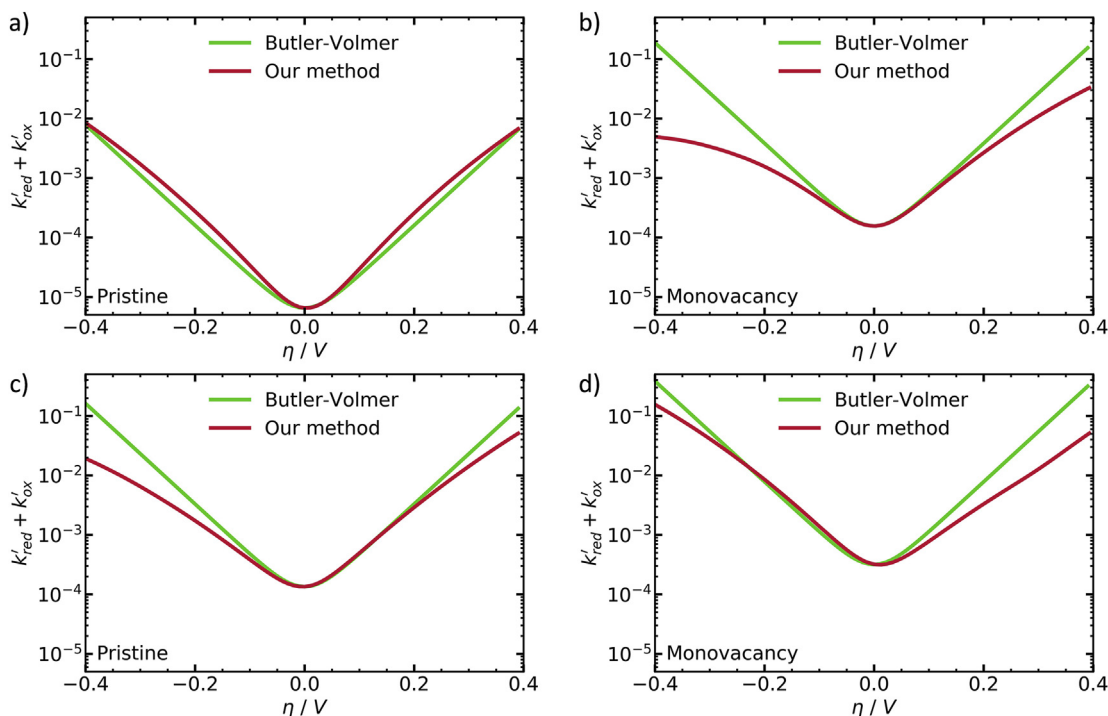 a)
Butler-Volmer
Our method
10⁻¹
10⁻²
10⁻³
10⁻⁴
10⁻⁵
k′red + k′ox
Pristine
−0.4 −0.2 0.0 0.2 0.4
η / V
b)
Butler-Volmer
Our method
10⁻¹
10⁻²
10⁻³
10⁻⁴
10⁻⁵
k′red + k′ox
Monovacancy
−0.4 −0.2 0.0 0.2 0.4
η / V
c)
Butler-Volmer
Our method
10⁻¹
10⁻²
10⁻³
10⁻⁴
10⁻⁵
k′red + k′ox
Pristine
−0.4 −0.2 0.0 0.2 0.4
η / V
d)
Butler-Volmer
Our method
10⁻¹
10⁻²
10⁻³
10⁻⁴
10⁻⁵
k′red + k′ox
Monovacancy
−0.4 −0.2 0.0 0.2 0.4
η / V